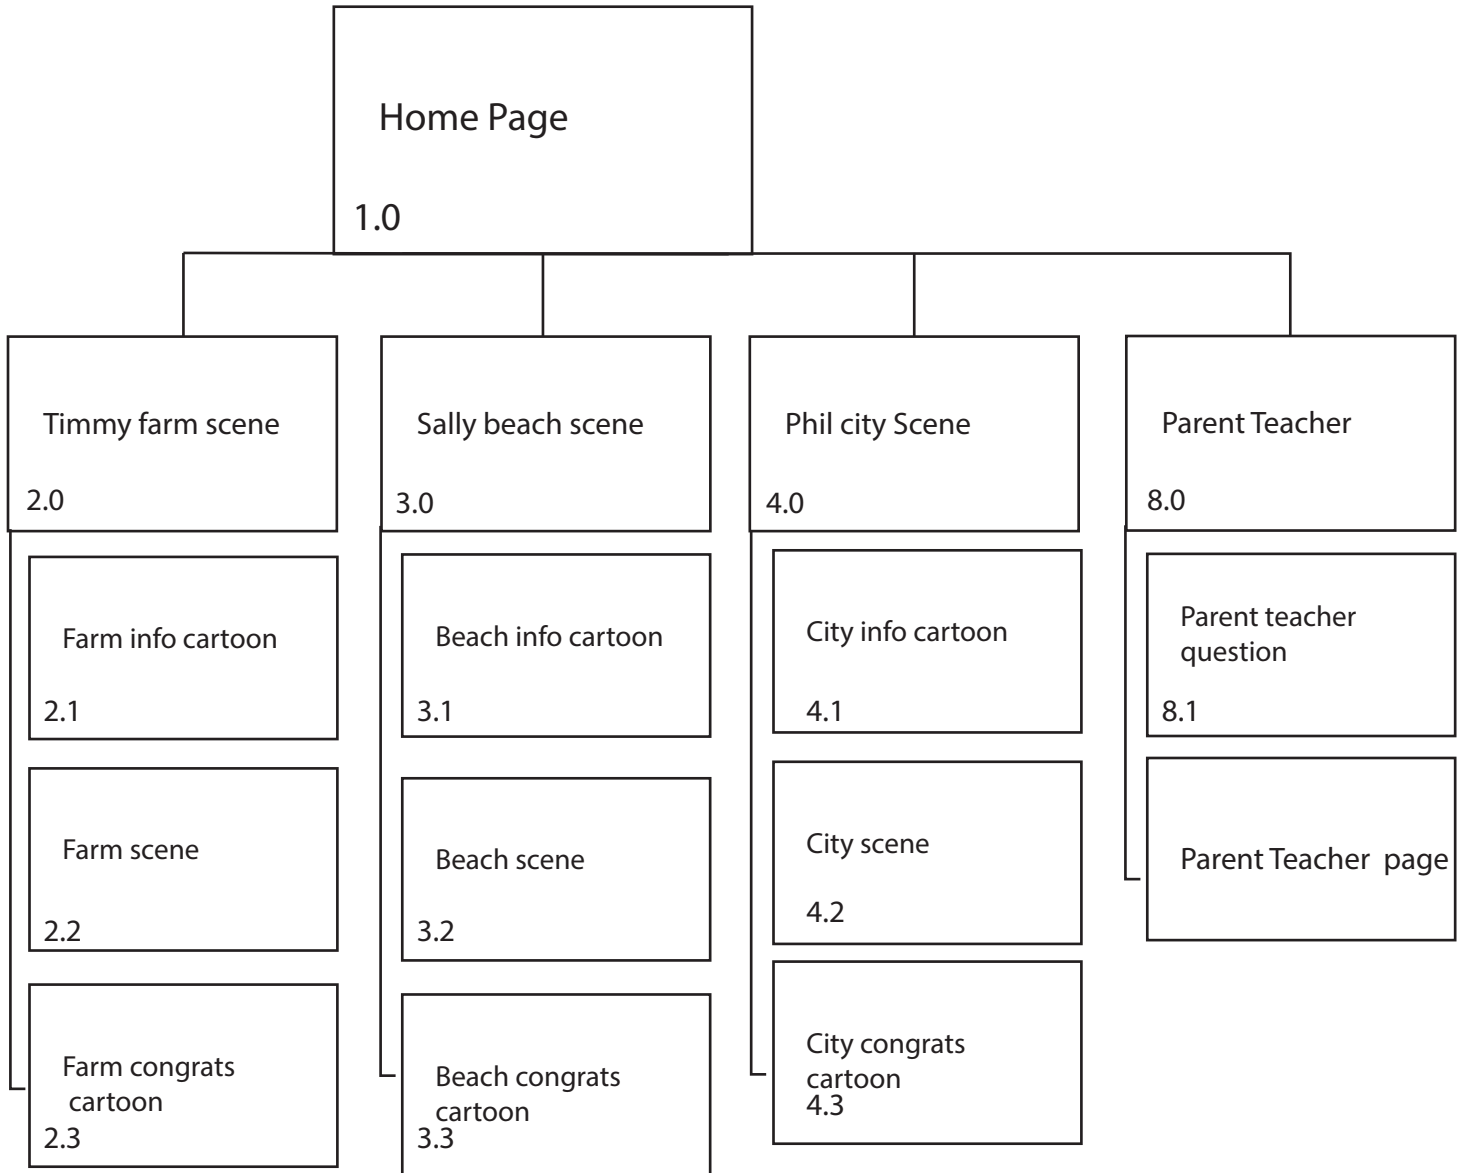 Home Page
1.0
Timmy farm scene
2.0
Farm info cartoon
2.1
Farm scene
2.2
Farm congrats
cartoon
2.3
Sally beach scene
3.0
Beach info cartoon
3.1
Beach scene
3.2
Beach congrats
cartoon
3.3
Phil city Scene
4.0
City info cartoon
4.1
City scene
4.2
City congrats
cartoon
4.3
Parent Teacher
8.0
Parent teacher
question
8.1
Parent Teacher page